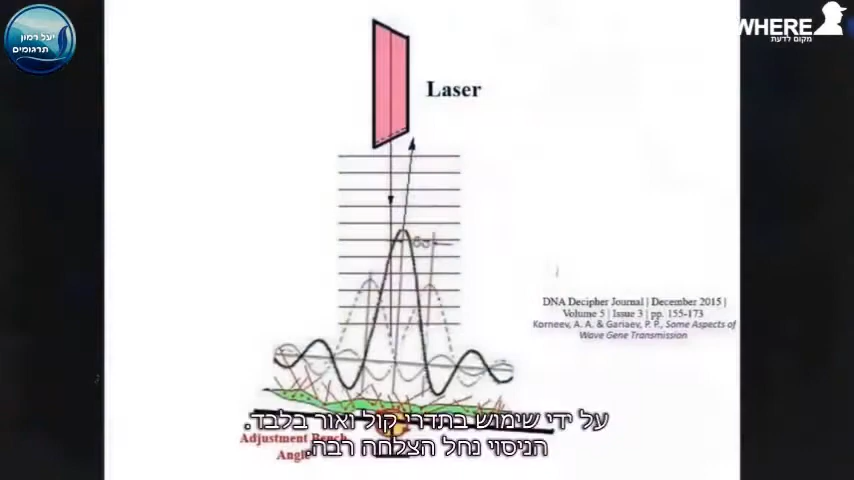 יעל רמון
תרגומים
WHERE
מקום לדעת
Laser
DNA Decipher Journal | December 2015 |
Volume 5 | Issue 3 | pp. 155-173
Korneev, A. A. & Gariaev, P. P., Some Aspects of
Wave Gene Transmission
על ידי שימוש בתדרי קול ואור בלבד.
הניסוי נחל הצלחה רבה.
Adjustment Bench
Angle